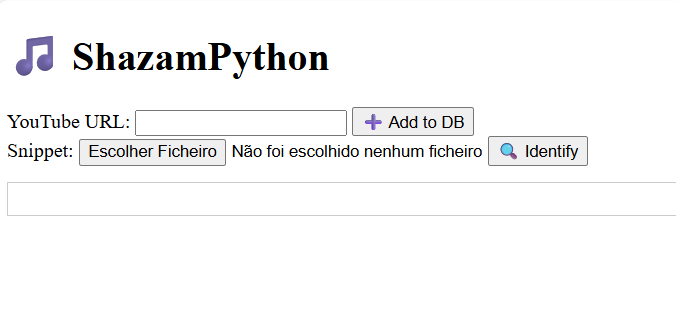 🎵 ShazamPython
YouTube URL: ➕ Add to DB
Snippet: Escolher Ficheiro Não foi escolhido nenhum ficheiro 🔍 Identify